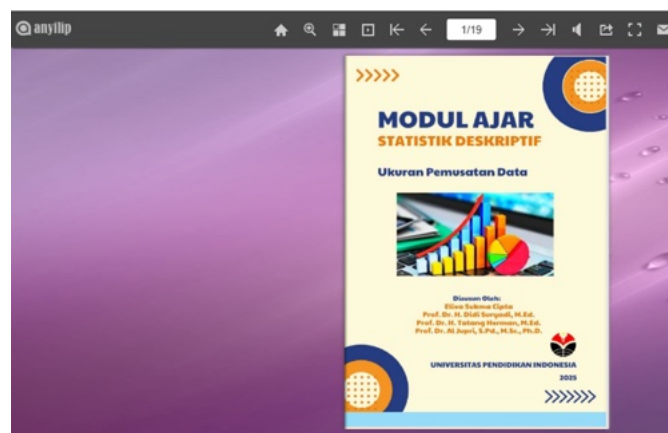 anyflip
1/19
MODUL AJAR
STATISTIK DESKRIPTIF
Ukuran Pemusatan Data
Disusun Oleh:
Eliva Sukma Cipta
Prof. Dr. H. Didi Suryadi, M.Ed.
Prof. Dr. H. Tatang Herman, M.Ed.
Prof. Dr. Al Jupri, S.Pd., M.Sc., Ph.D.
UNIVERSITAS PENDIDIKAN INDONESIA
2025